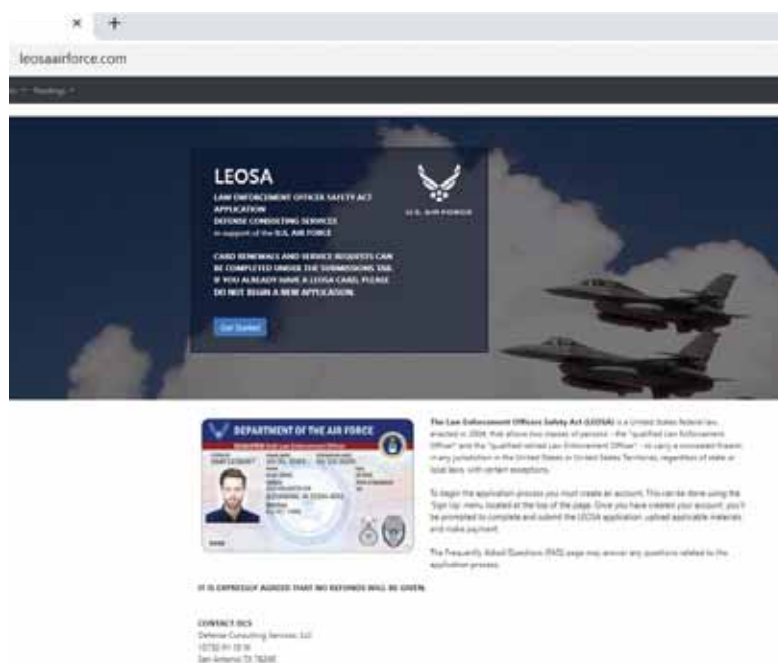 leosaairforce.com
LEOSA
LAW ENFORCEMENT OFFICER SAFETY ACT
APPLICATION
DEFENSE CONSULTING SERVICES
in support of the U.S. AIR FORCE
U.S. AIR FORCE
CARD RENEWALS AND SERVICE REQUESTS CAN
BE COMPLETED UNDER THE SUBMISSIONS TAB.
IF YOU ALREADY HAVE A LEOSA CARD, PLEASE
DO NOT BEGIN A NEW APPLICATION.
Get Started
DEPARTMENT OF THE AIR FORCE
The Law Enforcement Officers Safety Act (LEOSA) is a United States federal law,
enacted in 2004, that allows two classes of persons - the "qualified Law Enforcement
Officer" and the "qualified retired Law Enforcement Officer" - to carry a concealed firearm
in any jurisdiction in the United States or United States Territories, regardless of state or
local laws, with certain exceptions.
To begin the application process you must create an account. This can be done using the
'Sign Up' menu, located at the top of the page. Once you have created your account, you'll
be prompted to complete and submit the LEOSA application, upload applicable materials
and make payment.
The Frequently Asked Questions (FAQ) page may answer any questions related to the
application process.
IT IS EXPRESSLY AGREED THAT NO REFUNDS WILL BE GIVEN.
CONTACT DCS
Defense Consulting Services, LLC
San Antonio TX